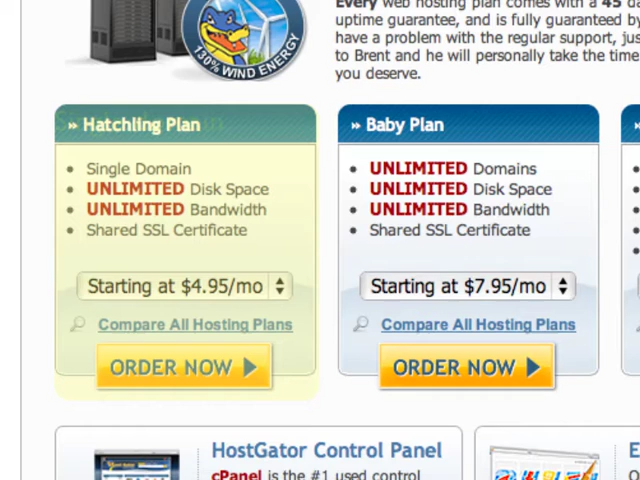 Every web hosting plan comes with a 45
uptime guarantee, and is fully guaranteed by
have a problem with the regular support,
to Brent and he will personally take the time
you deserve.
130% WIND ENERGY
» Hatchling Plan
Single Domain
UNLIMITED Disk Space
UNLIMITED Bandwidth
Shared SSL Certificate
Starting at $4.95/mo
Compare All Hosting Plans
ORDER NOW
» Baby Plan
UNLIMITED Domains
UNLIMITED Disk Space
UNLIMITED Bandwidth
Shared SSL Certificate
Starting at $7.95/mo
Compare All Hosting Plans
ORDER NOW
HostGator Control Panel
cPanel is the #1 used control